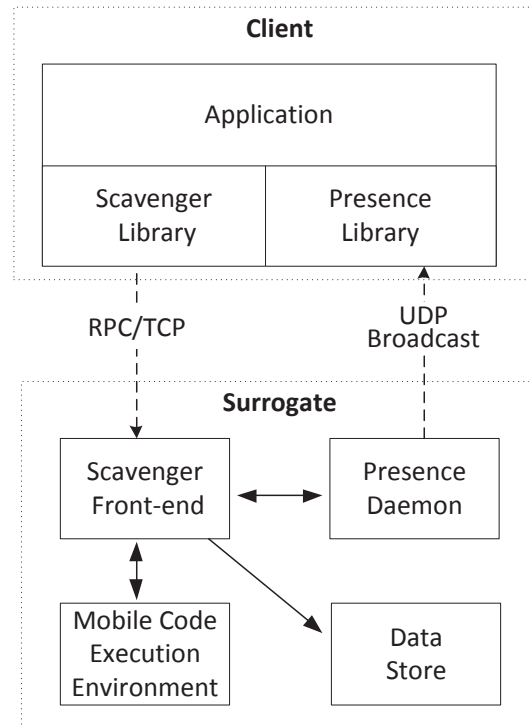 Client
Application
Scavenger
Library
Presence
Library
RPC/TCP
UDP
Broadcast
Surrogate
Scavenger
Front-end
Presence
Daemon
Mobile Code
Execution
Environment
Data
Store